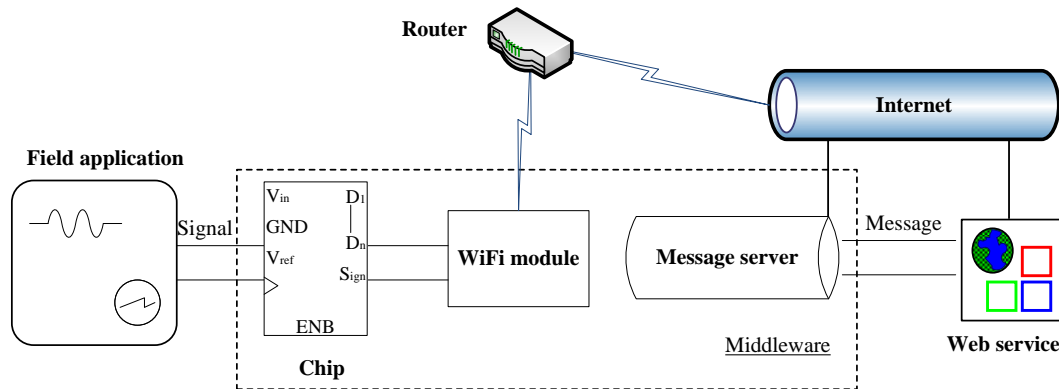 Router
Internet
Field application
Signal
Vin
GND
Vref
D1
Dn
Sign
ENB
Chip
WiFi module
Message server
Message
Middleware
Web service